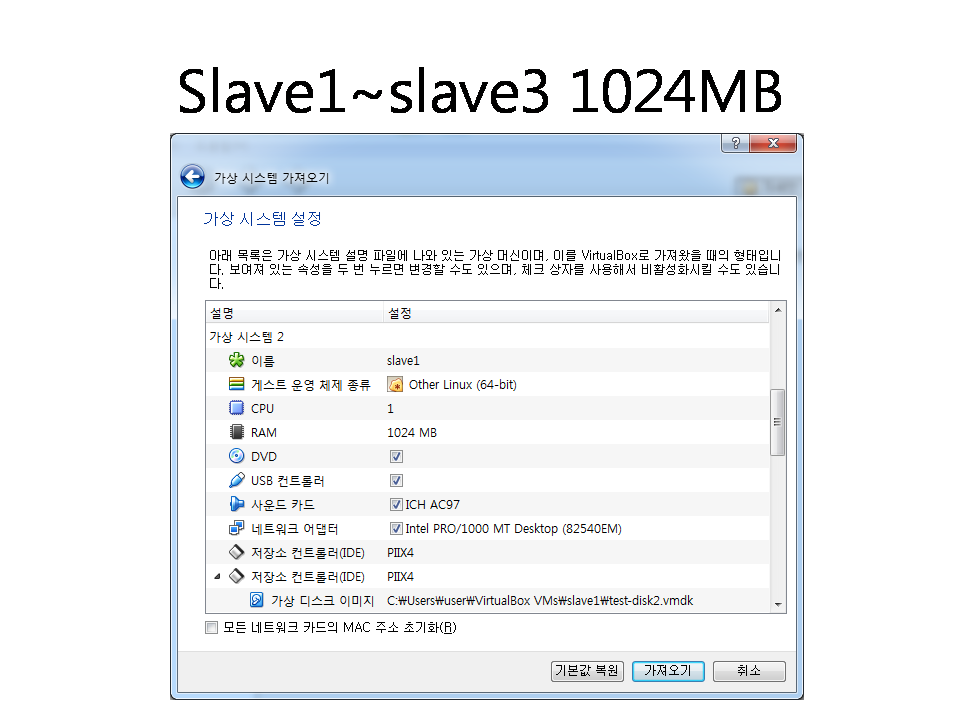 Slave1~slave3 1024MB
?
x
가상 시스템 가져오기
가상 시스템 설정
아래 목록은 가상 시스템 설명 파일에 나와 있는 가상 머신이며, 이를 VirtualBox로 가져왔을 때의 형태입니
다. 보여져 있는 속성을 두 번 누르면 변경할 수도 있으며, 체크 상자를 사용해서 비활성화시킬 수도 있습니
다.
설명 설정
가상 시스템 2
이름 slave1
게스트 운영 체제 종류 Other Linux (64-bit)
CPU 1
RAM 1024 MB
DVD
USB 컨트롤러
사운드 카드 ICH AC97
네트워크 어댑터 Intel PRO/1000 MT Desktop (82540EM)
저장소 컨트롤러(IDE) PIIX4
저장소 컨트롤러(IDE) PIIX4
가상 디스크 이미지 C:₩Users₩user₩VirtualBox VMs₩slave1₩test-disk2.vmdk
모든 네트워크 카드의 MAC 주소 초기화(R)
기본값 복원 가져오기 취소